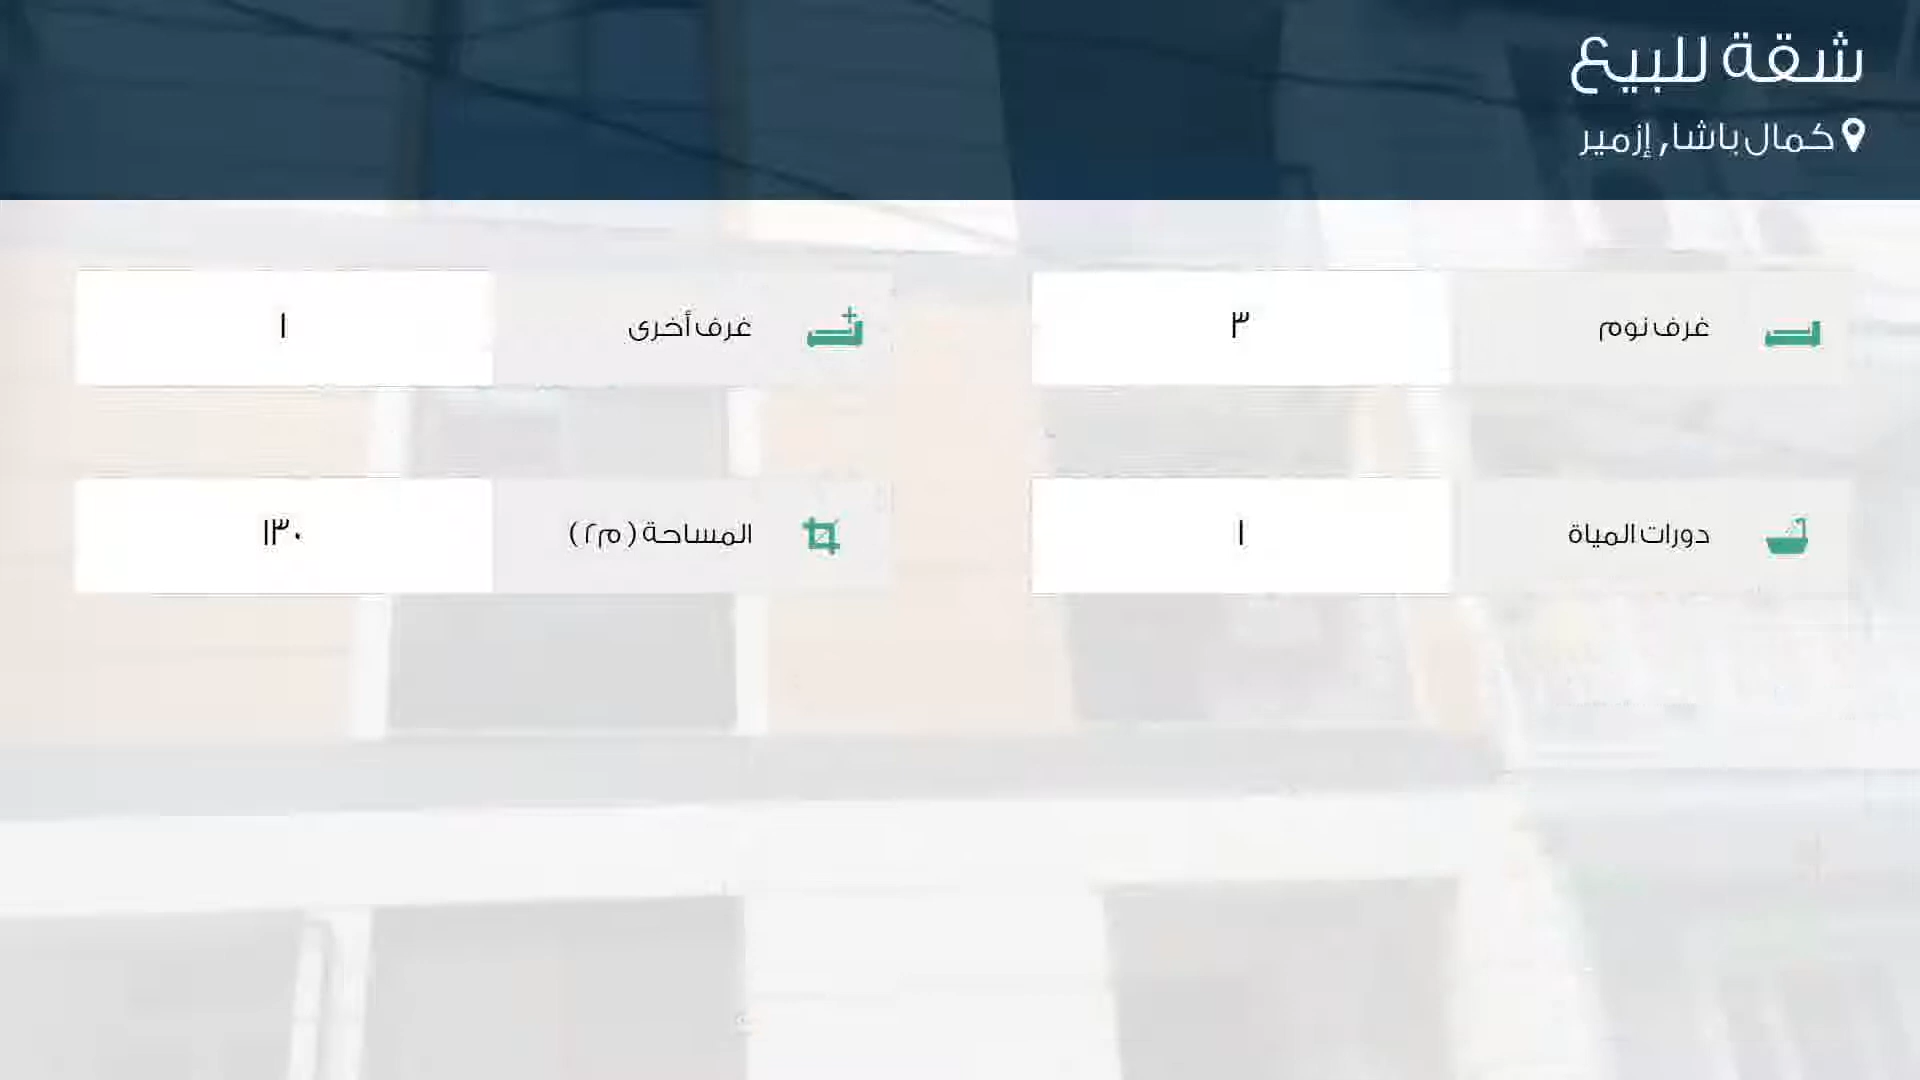 شقة للبيع
كمال باشا, إزمير
غرف نوم
٣
غرف أخرى
١
دورات المياة
١
المساحة (م٢)
١٣٠